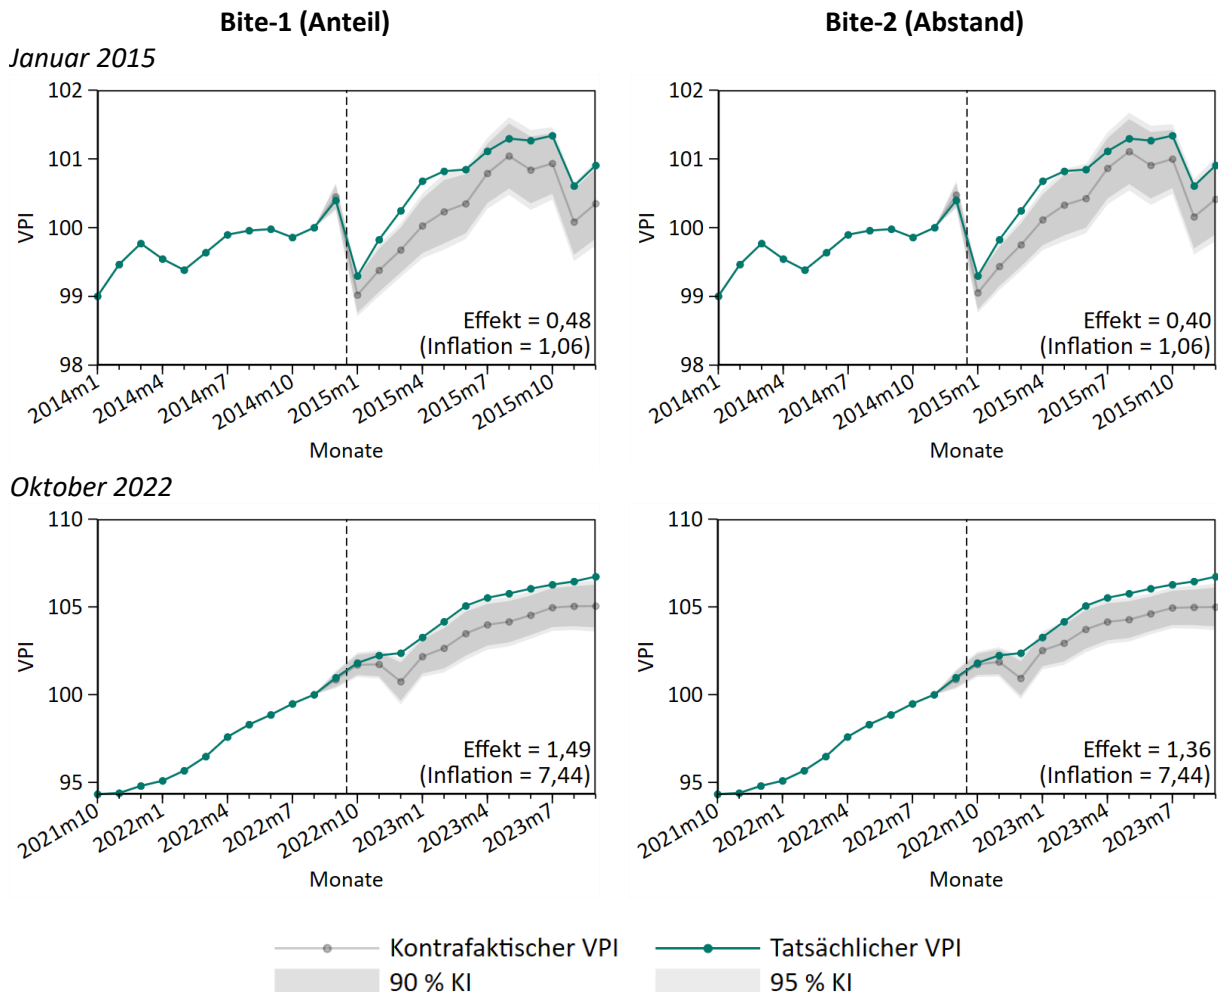 Bite-1 (Anteil)
Bite-2 (Abstand)
Januar 2015
102
101
100
99
98
VPI
Effekt = 0,48
(Inflation = 1,06)
2014m1
2014m4
2014m7
2014m10
2015m1
2015m4
2015m7
2015m10
Monate
102
101
100
99
98
VPI
Effekt = 0,40
(Inflation = 1,06)
2014m1
2014m4
2014m7
2014m10
2015m1
2015m4
2015m7
2015m10
Monate
Oktober 2022
110
105
100
95
VPI
Effekt = 1,49
(Inflation = 7,44)
2021m10
2022m1
2022m4
2022m7
2022m10
2023m1
2023m4
2023m7
Monate
110
105
100
95
VPI
Effekt = 1,36
(Inflation = 7,44)
2021m10
2022m1
2022m4
2022m7
2022m10
2023m1
2023m4
2023m7
Monate
Kontrafaktischer VPI
Tatsächlicher VPI
90 % KI
95 % KI